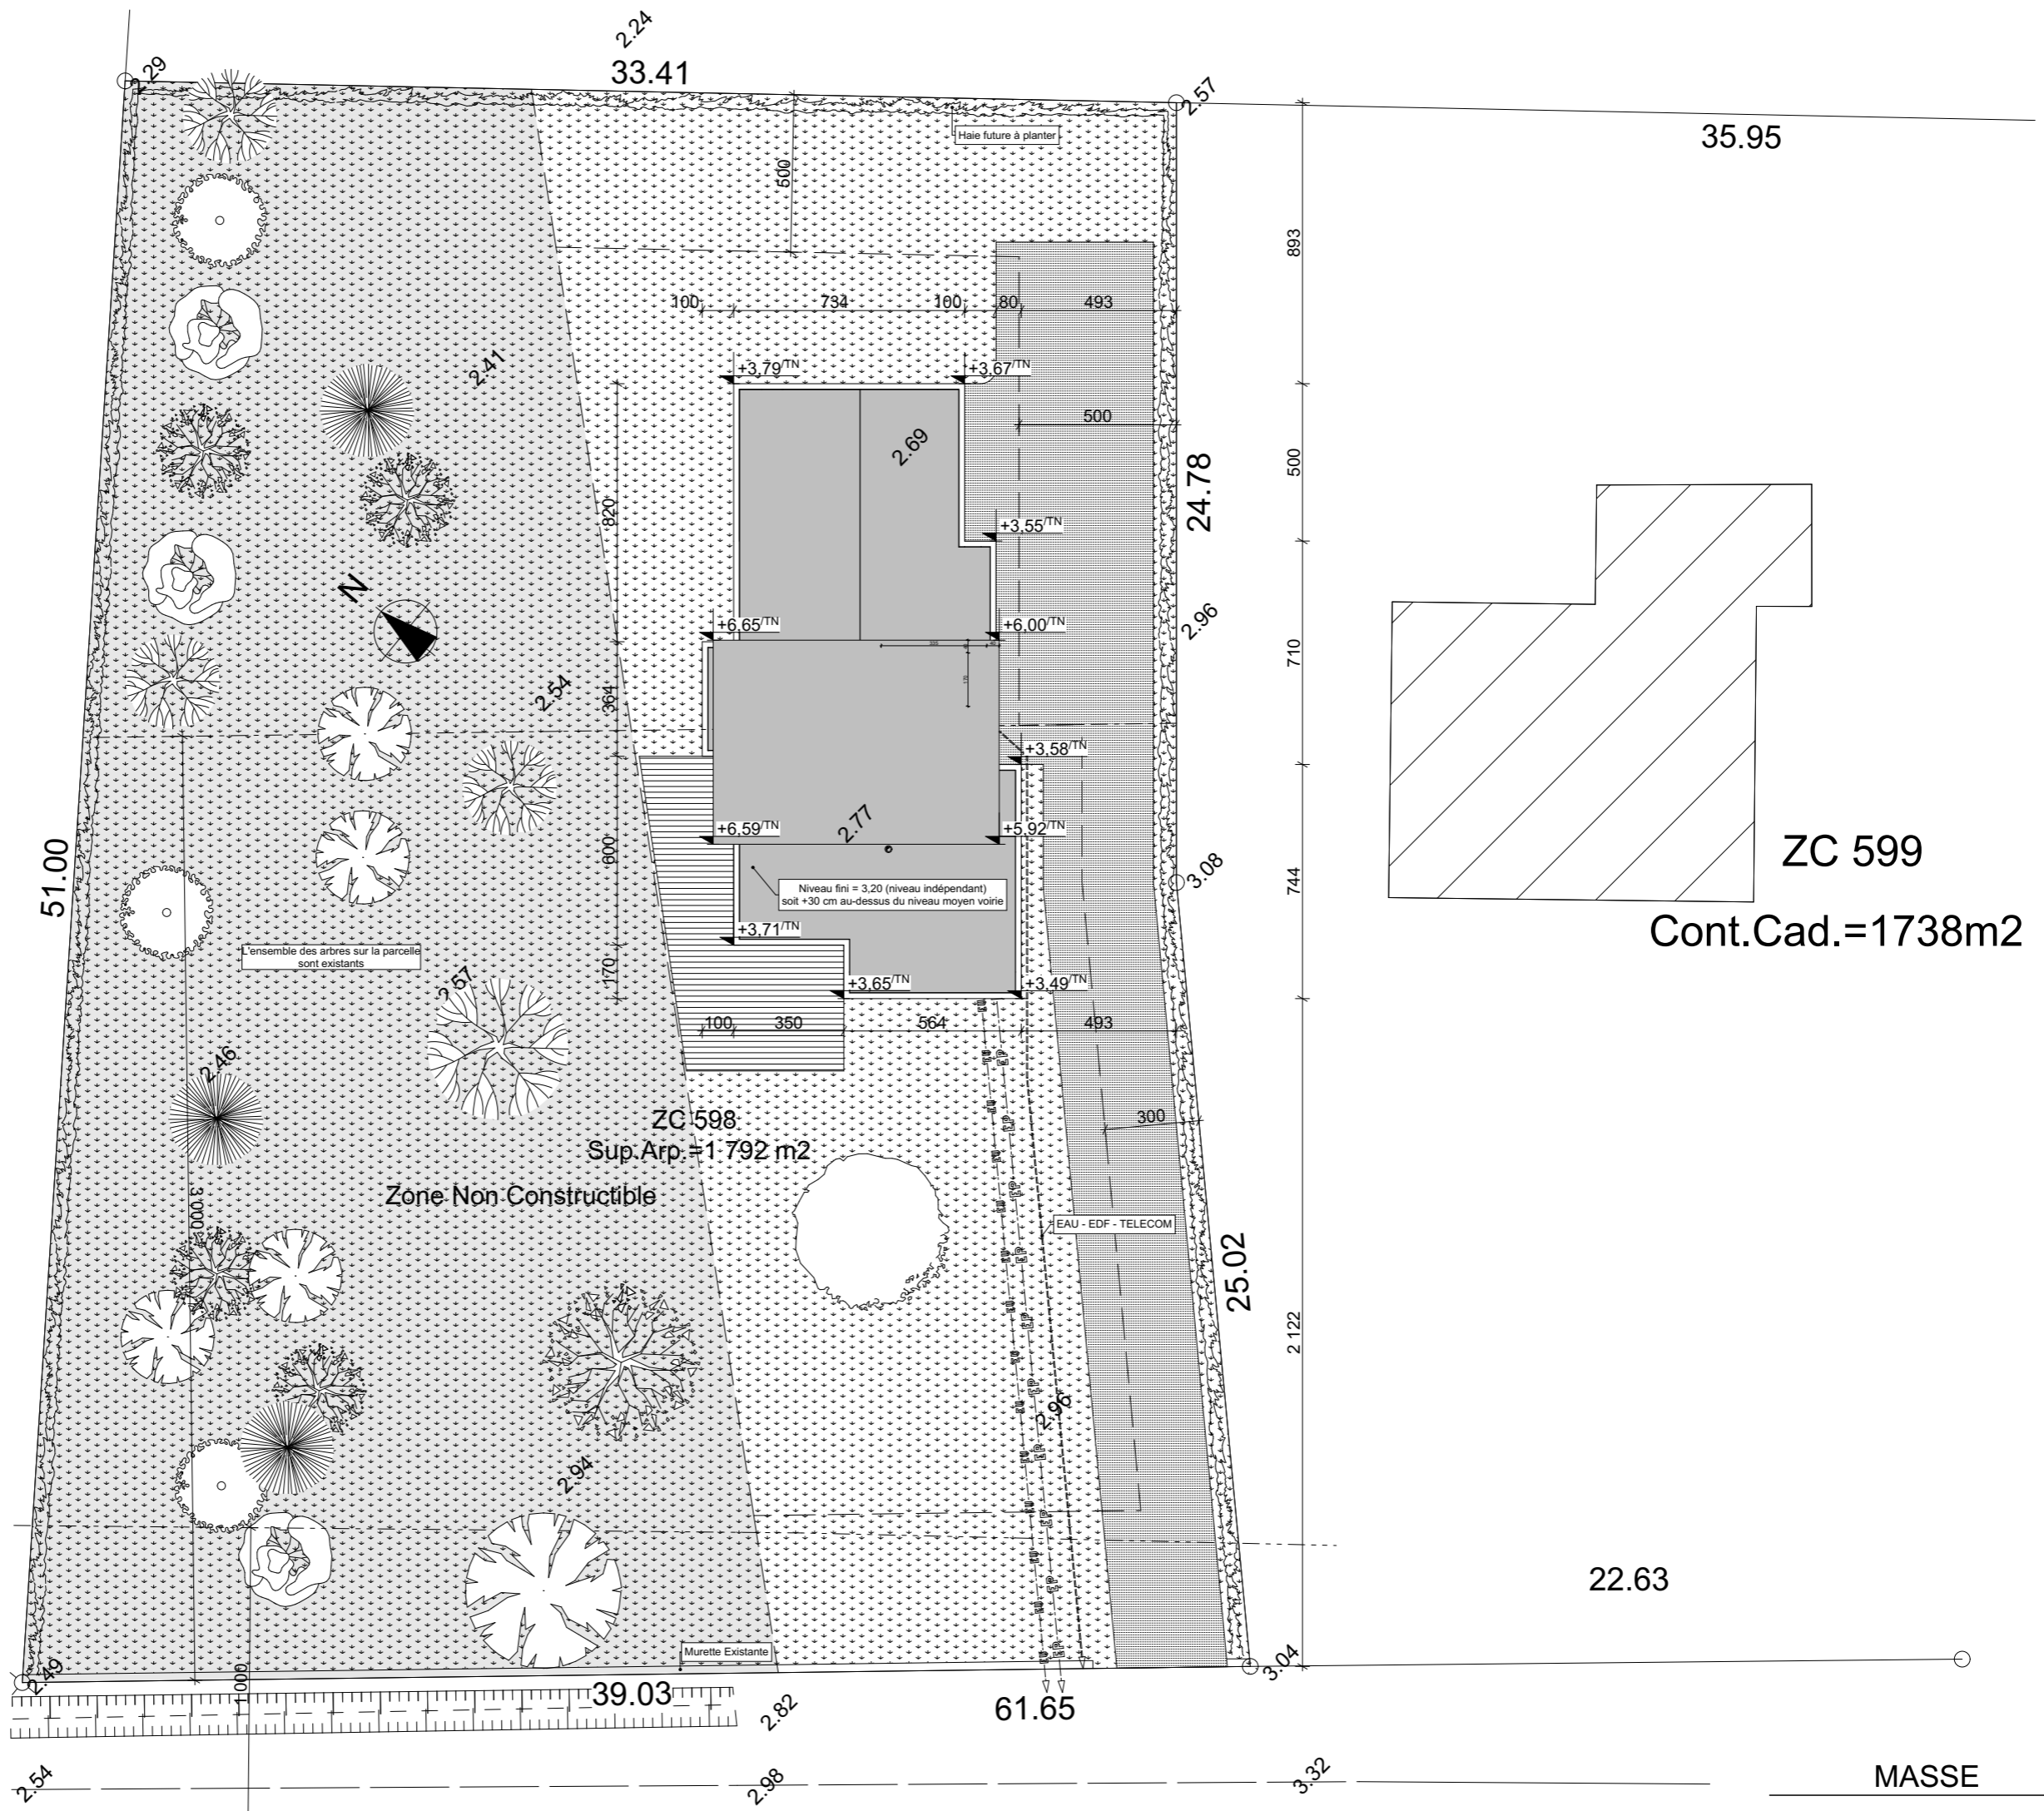 2.24
33.41
2.29
2.57
35.95
Haie future à planter
500
893
100
734
100
80
493
2.41
+3,79/TN
+3,67/TN
500
2.69
24.78
500
820
+3,55/TN
N
+6,65/TN
+6,00/TN
2.96
710
2.54
364
+3,58/TN
+6,59/TN
2.77
+5,92/TN
600
51.00
ZC 599
3.08
744
Niveau fini = 3,20 (niveau indépendant)
soit +30 cm au-dessus du niveau moyen voirie
Cont.Cad.=1738m2
+3,71/TN
L'ensemble des arbres sur la parcelle
sont existants
170
2.57
+3,65/TN
+3,49/TN
100
350
564
493
2.46
ZC 598
Sup.Arp.=1 792 m2
300
Zone Non Constructible
3 000
EAU - EDF - TELECOM
25.02
2 122
2.96
2.94
22.63
Murette Existante
2.49
1 000
39.03
2.82
61.65
3.04
2.54
2.98
3.32
MASSE